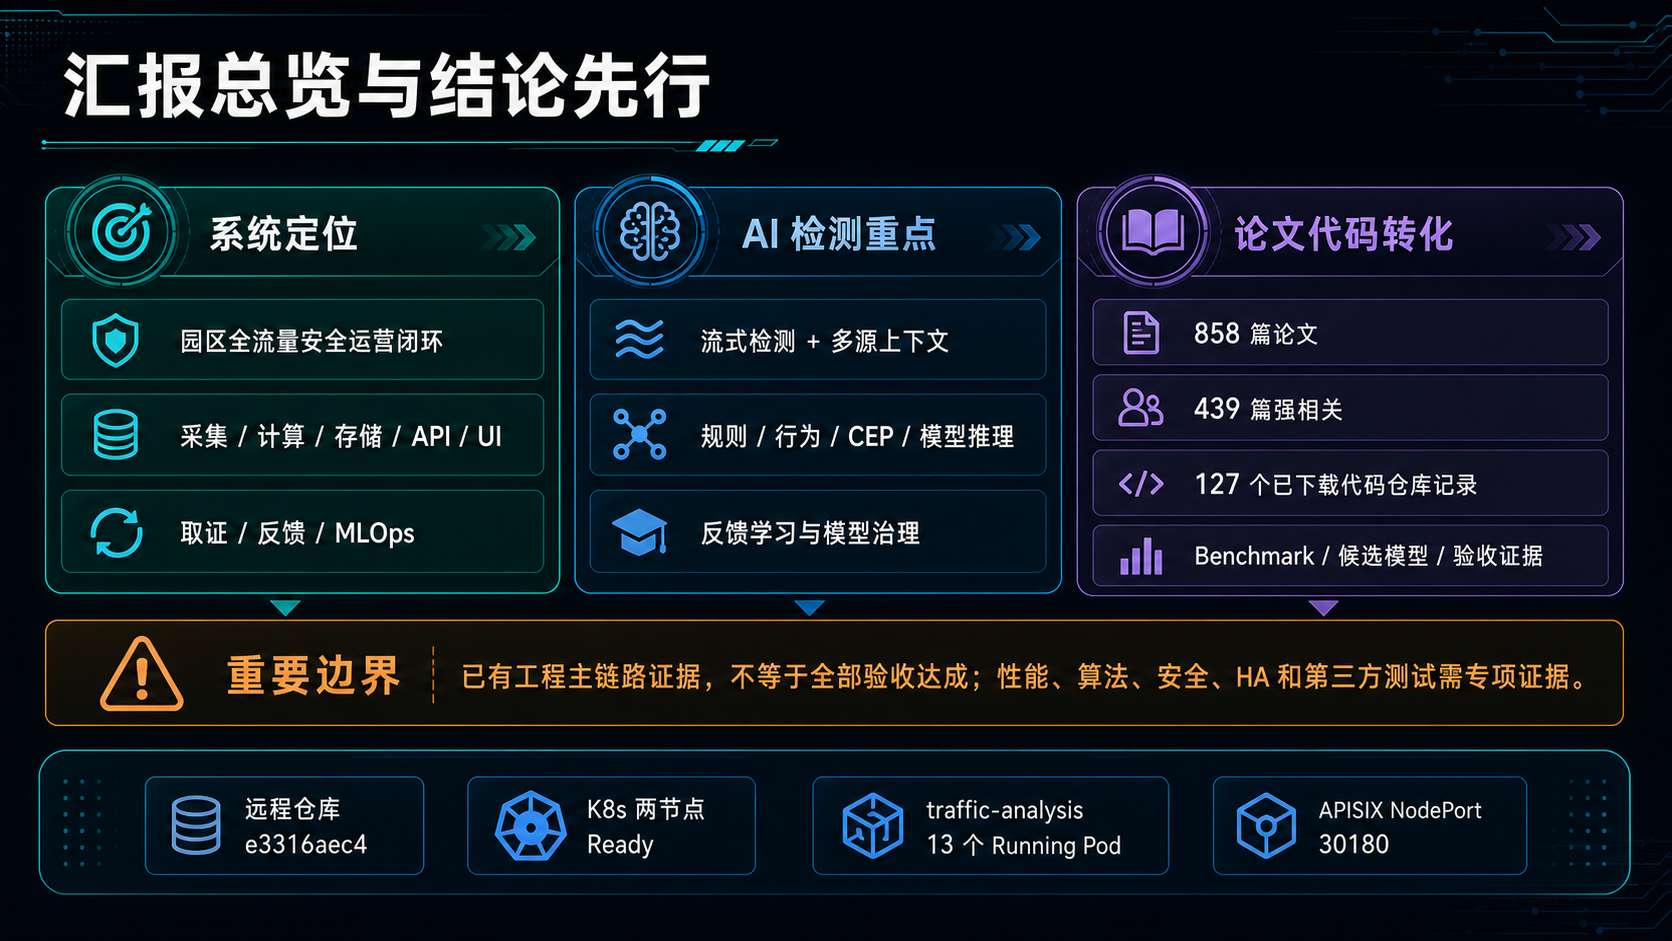 汇报总览与结论先行
系统定位
园区全流量安全运营闭环
采集 / 计算 / 存储 / API / UI
取证 / 反馈 / MLOps
AI 检测重点
流式检测 + 多源上下文
规则 / 行为 / CEP / 模型推理
反馈学习与模型治理
论文代码转化
858 篇论文
439 篇强相关
127 个已下载代码仓库记录
Benchmark / 候选模型 / 验收证据
重要边界
已有工程主链路证据，不等于全部验收达成；性能、算法、安全、HA 和第三方测试需专项证据。
远程仓库
e3316aec4
K8s 两节点
Ready
traffic-analysis
13 个 Running Pod
APISIX NodePort
30180